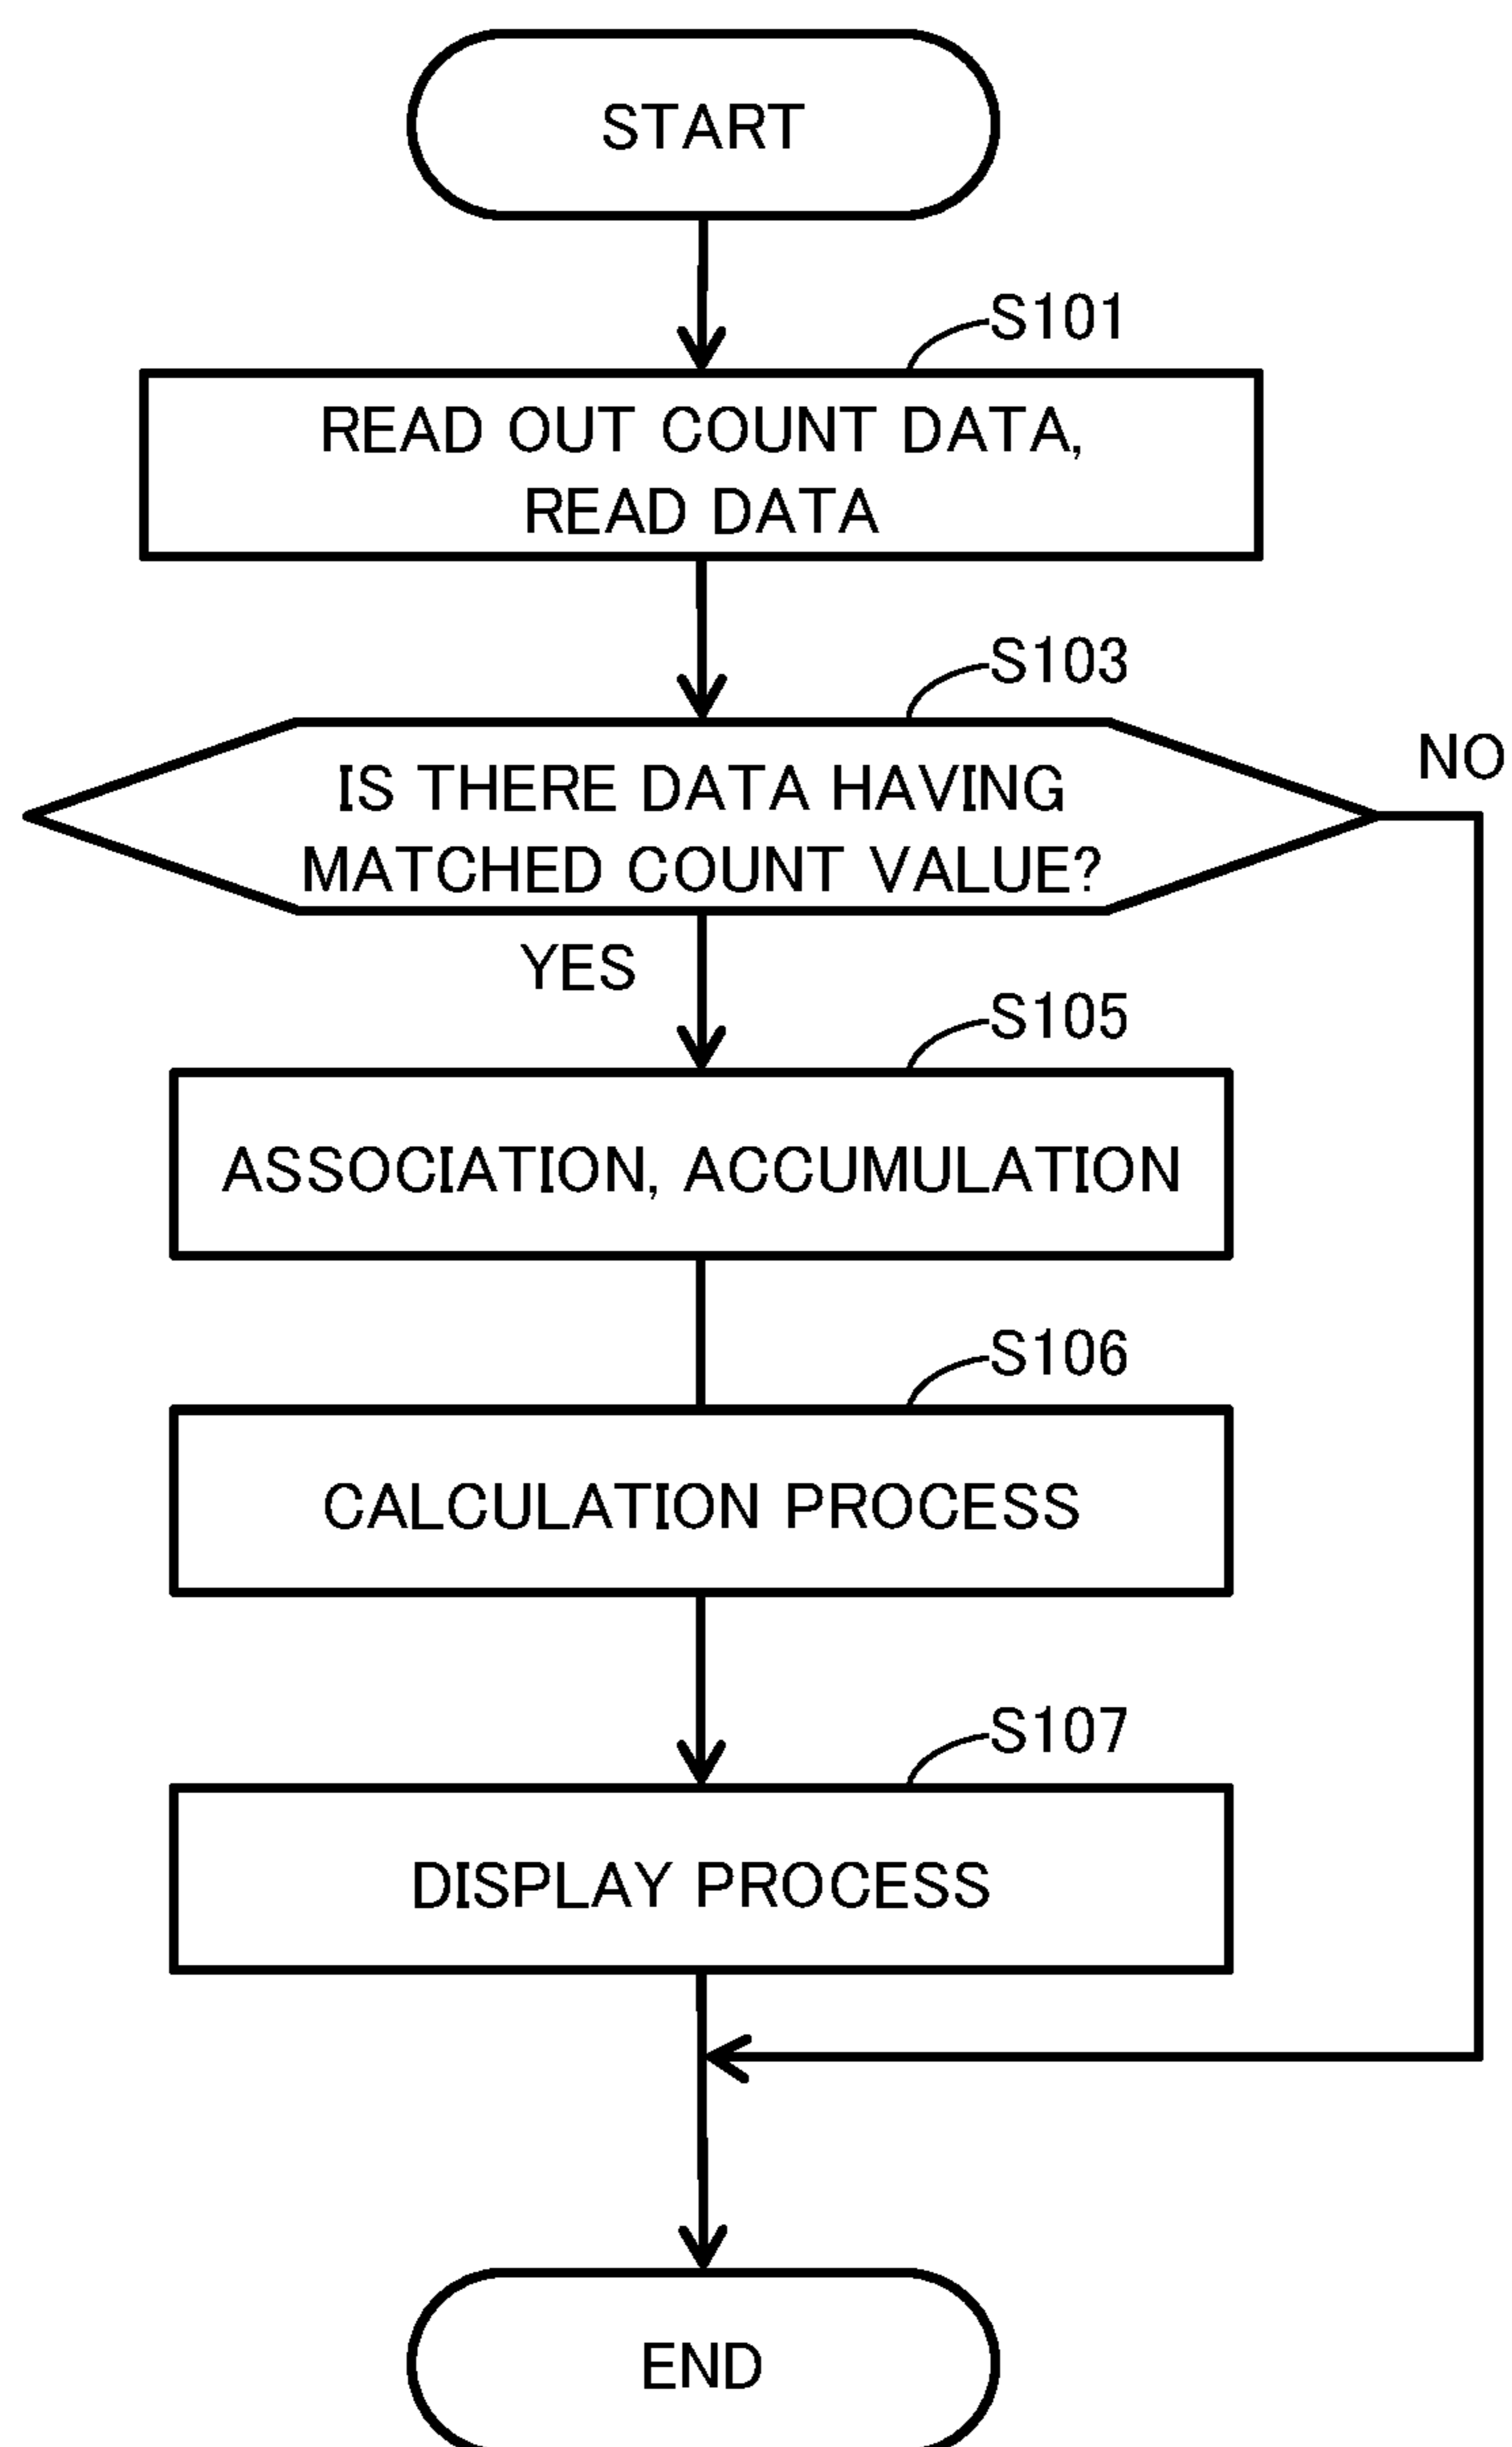 START
S101
READ OUT COUNT DATA,
READ DATA
S103
IS THERE DATA HAVING
MATCHED COUNT VALUE?
NO
YES
S105
ASSOCIATION, ACCUMULATION
S106
CALCULATION PROCESS
S107
DISPLAY PROCESS
END